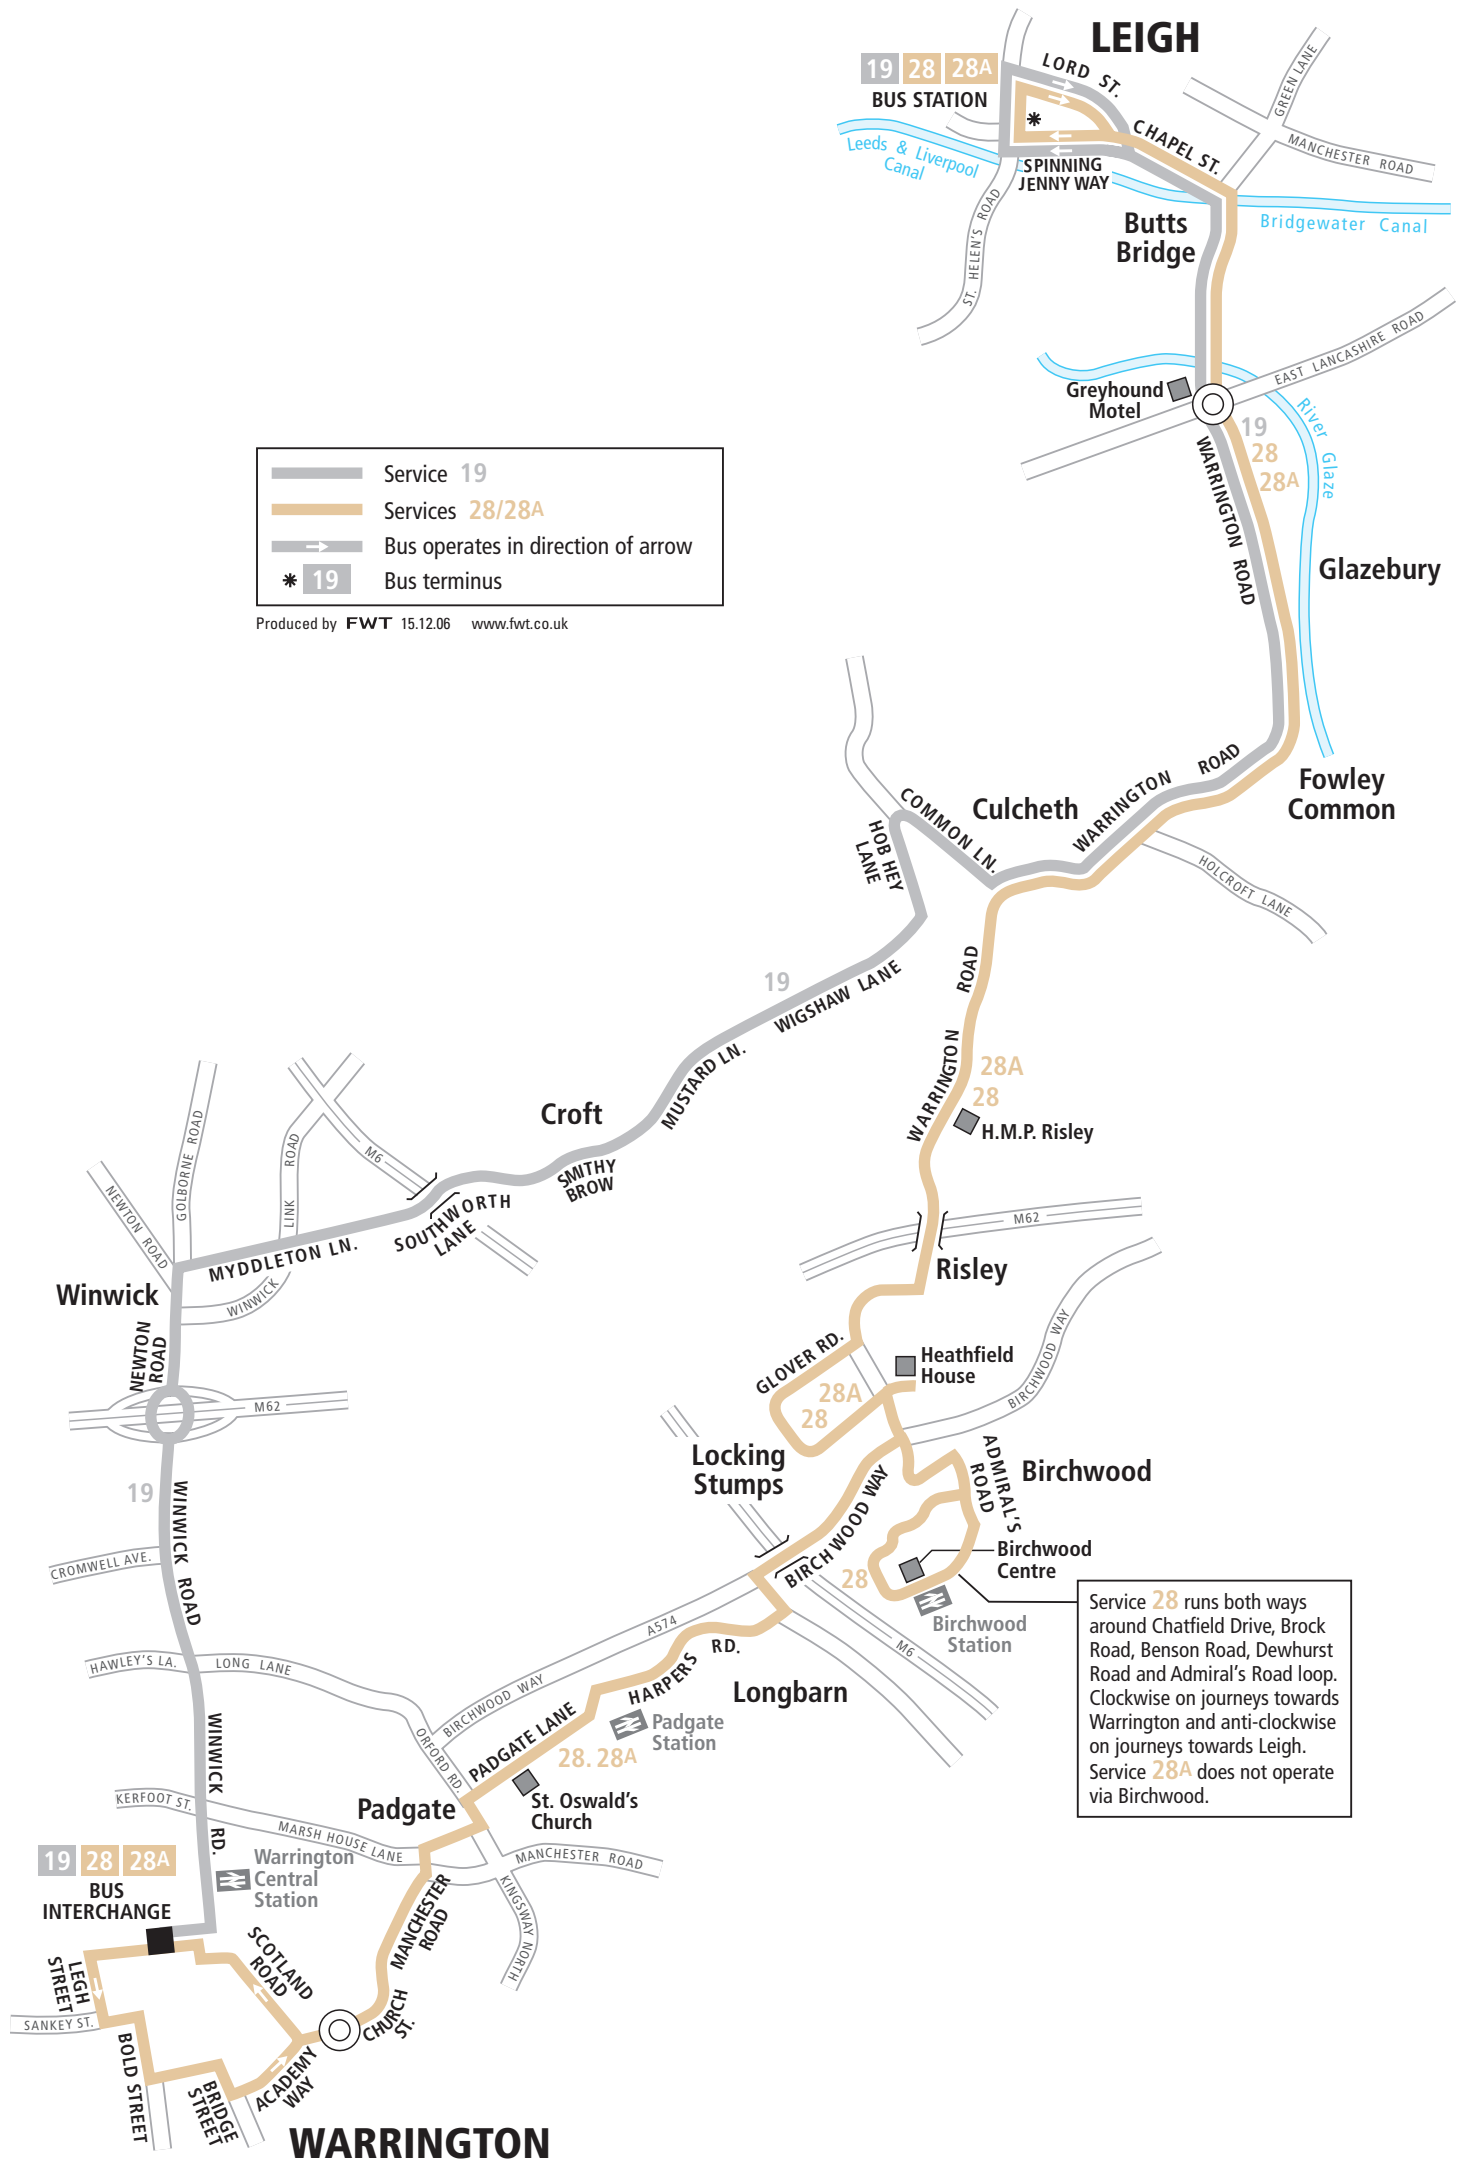 LEIGH
19 28 28A
BUS STATION
LORD ST.
CHAPEL ST.
GREEN LANE
MANCHESTER ROAD
Leeds & Liverpool
Canal
SPINNING
JENNY WAY
ST. HELEN'S ROAD
Butts
Bridge
Bridgewater Canal
EAST LANCASHIRE ROAD
Greyhound
Motel
River Glaze
19
28
28A
WARRINGTON ROAD
Service 19
Services 28/28A
Bus operates in direction of arrow
19 Bus terminus
Produced by FWT 15.12.06 www.fwt.co.uk
Glazebury
Fowley
Common
WARRINGTON ROAD
Culcheth
COMMON LN.
HOB HEY
LANE
HOLCROFT LANE
WARRINGTON ROAD
19
WIGSHAW LANE
MUSTARD LN.
28A
28
H.M.P. Risley
Croft
SMITHY
BROW
SOUTHWORTH
LANE
M6
GOLBORNE ROAD
NEWTON ROAD
WINWICK LINK ROAD
MYDDLETON LN.
Winwick
NEWTON
ROAD
M62
M62
Risley
GLOVER RD.
Heathfield
House
28A
28
BIRCHWOOD WAY
Locking
Stumps
ADMIRAL'S
ROAD
Birchwood
BIRCHWOOD WAY
Birchwood
Centre
28
Birchwood
Station
M6
Service 28 runs both ways
around Chatfield Drive, Brock
Road, Benson Road, Dewhurst
Road and Admiral's Road loop.
Clockwise on journeys towards
Warrington and anti-clockwise
on journeys towards Leigh.
Service 28A does not operate
via Birchwood.
19
WINWICK ROAD
CROMWELL AVE.
HAWLEY'S LA.
LONG LANE
A574
BIRCHWOOD WAY
HARPERS RD.
Longbarn
PADGATE LANE
Padgate
Station
28. 28A
ORFORD RD.
St. Oswald's
Church
Padgate
WINWICK RD.
KERFOOT ST.
MARSH HOUSE LANE
MANCHESTER ROAD
KINGSWAY NORTH
19 28 28A
BUS
INTERCHANGE
Warrington
Central
Station
MANCHESTER
ROAD
SCOTLAND
ROAD
CHURCH
ST.
LEGH
STREET
SANKEY ST.
BOLD STREET
BRIDGE
STREET
ACADEMY
WAY
WARRINGTON